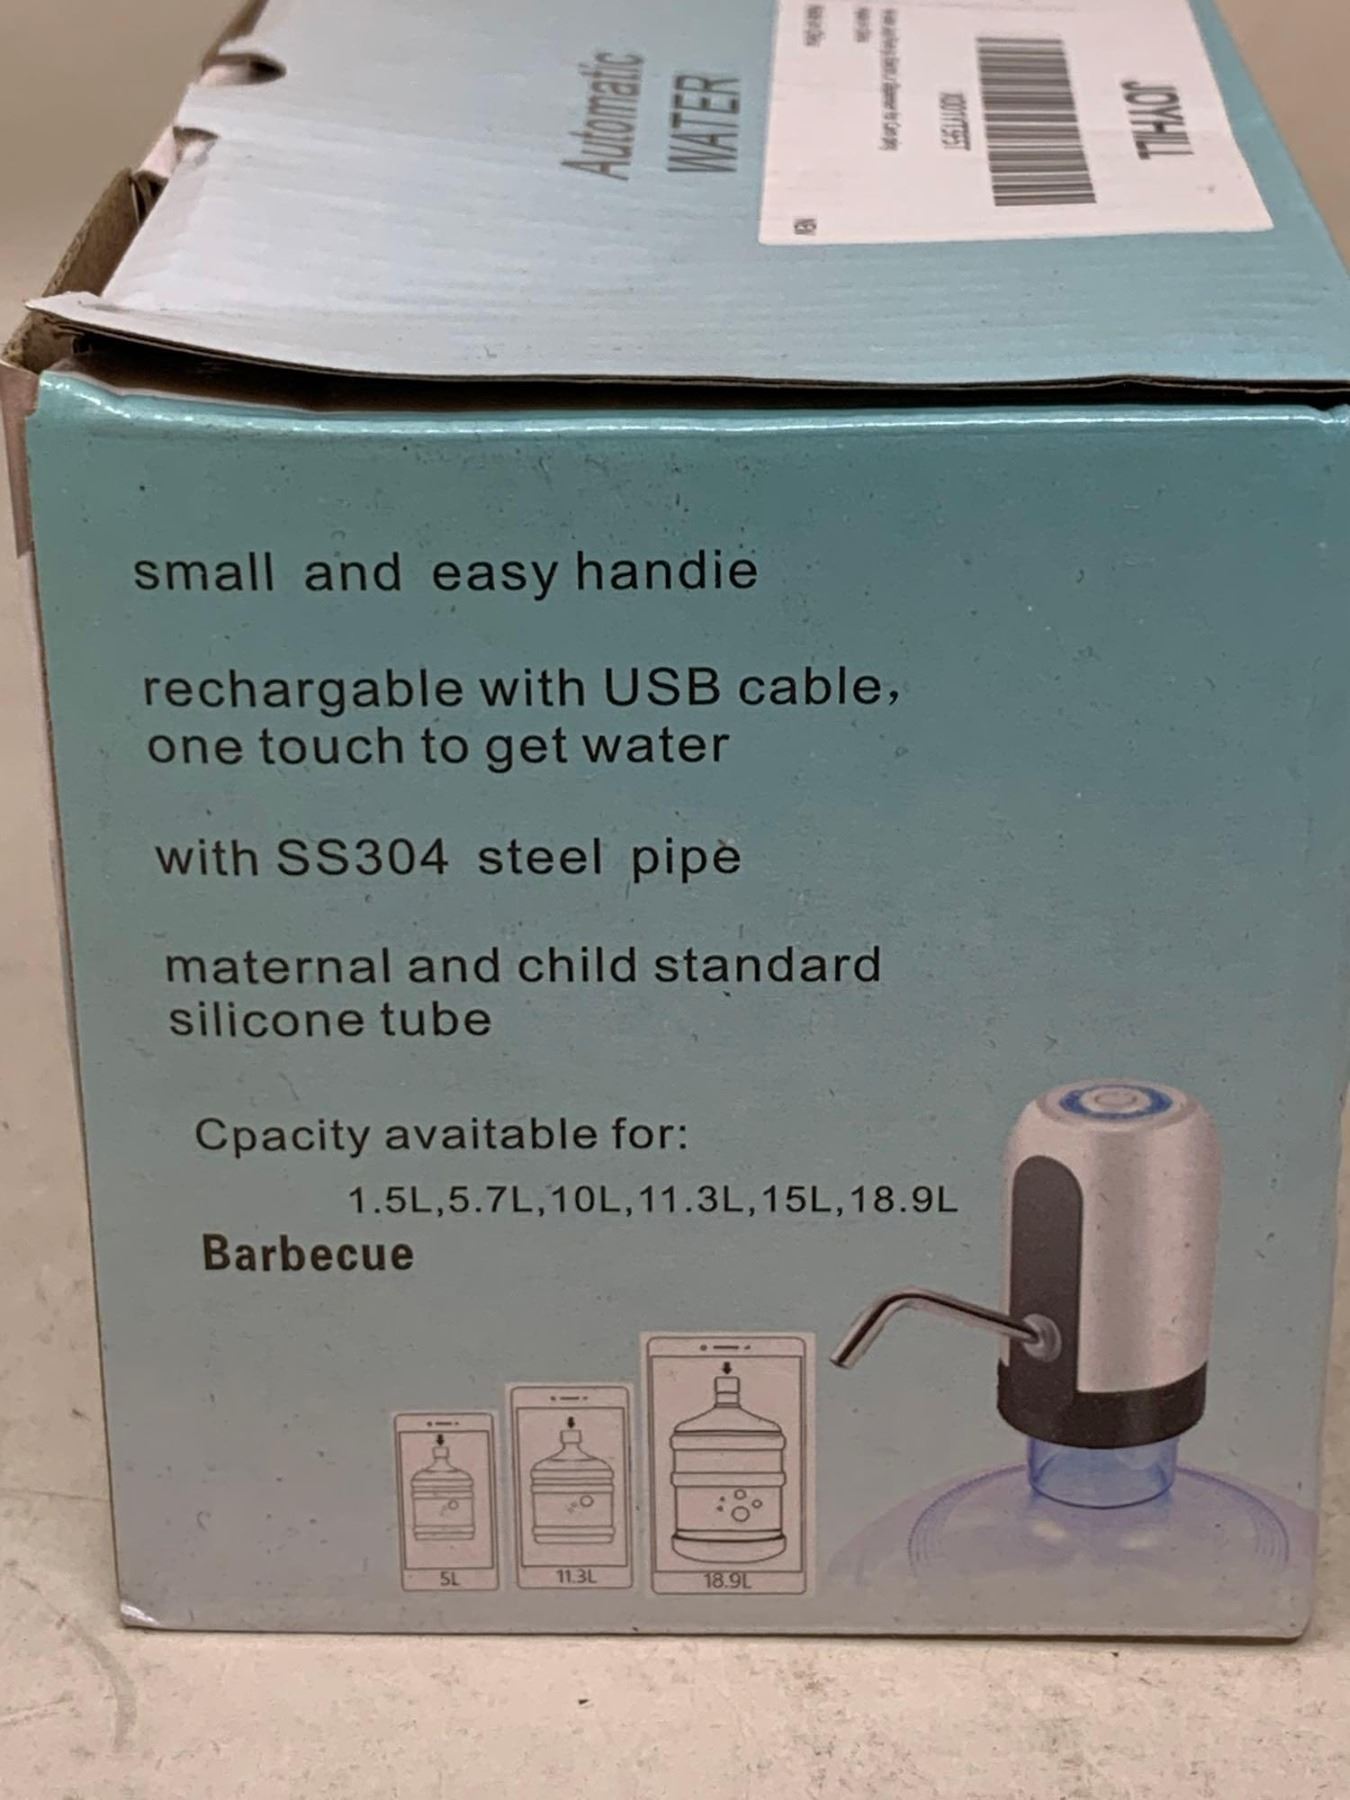 Automatic
WATER
JOYHILL
NEW
small and easy handie
rechargable with USB cable,
one touch to get water
with SS304 steel pipe
maternal and child standard
silicone tube
Cpacity avaitable for:
1.5L,5.7L,10L,11.3L,15L,18.9L
Barbecue
5L
11.3L
18.9L